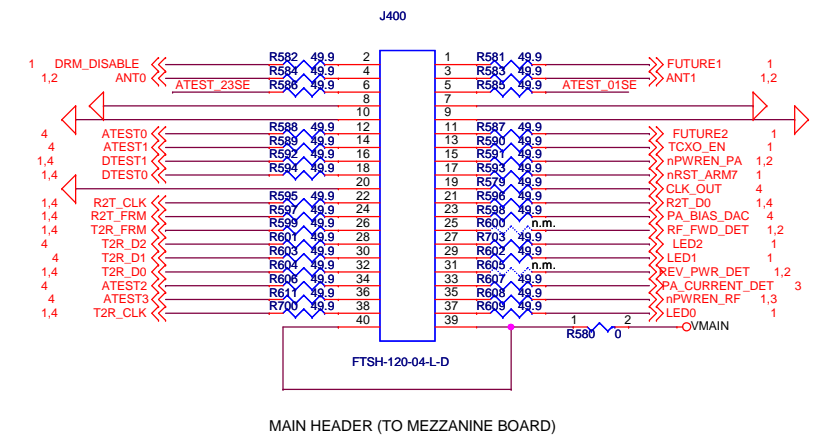 J400
1 DRM_DISABLE R582 49.9 2 1 R581 49.9 FUTURE1 1
1,2 ANT0 R584 49.9 4 3 R583 49.9 ANT1 1,2
ATEST_23SE R586 49.9 6 5 R585 49.9 ATEST_01SE
8 7
10 9
4 ATEST0 R588 49.9 12 11 R587 49.9 FUTURE2 1
4 ATEST1 R589 49.9 14 13 R590 49.9 TCXO_EN 1
1,4 DTEST1 R592 49.9 16 15 R591 49.9 nPWREN_PA 1,2
1,4 DTEST0 R594 49.9 18 17 R593 49.9 nRST_ARM7 1
20 19 R579 49.9 CLK_OUT 4
1,4 R2T_CLK R595 49.9 22 21 R596 49.9 R2T_D0 1,4
1,4 R2T_FRM R597 49.9 24 23 R598 49.9 PA_BIAS_DAC 4
1,4 T2R_FRM R599 49.9 26 25 R600 n.m. RF_FWD_DET 1,2
4 T2R_D2 R601 49.9 28 27 R703 49.9 LED2 1
4 T2R_D1 R603 49.9 30 29 R602 49.9 LED1 1
1,4 T2R_D0 R604 49.9 32 31 R605 n.m. REV_PWR_DET 1,2
4 ATEST2 R606 49.9 34 33 R607 49.9 PA_CURRENT_DET 3
4 ATEST3 R611 49.9 36 35 R608 49.9 nPWREN_RF 1,3
1,4 T2R_CLK R700 49.9 38 37 R609 49.9 LED0 1
40 39 1 2 VMAIN
R580 0
FTSH-120-04-L-D
MAIN HEADER (TO MEZZANINE BOARD)